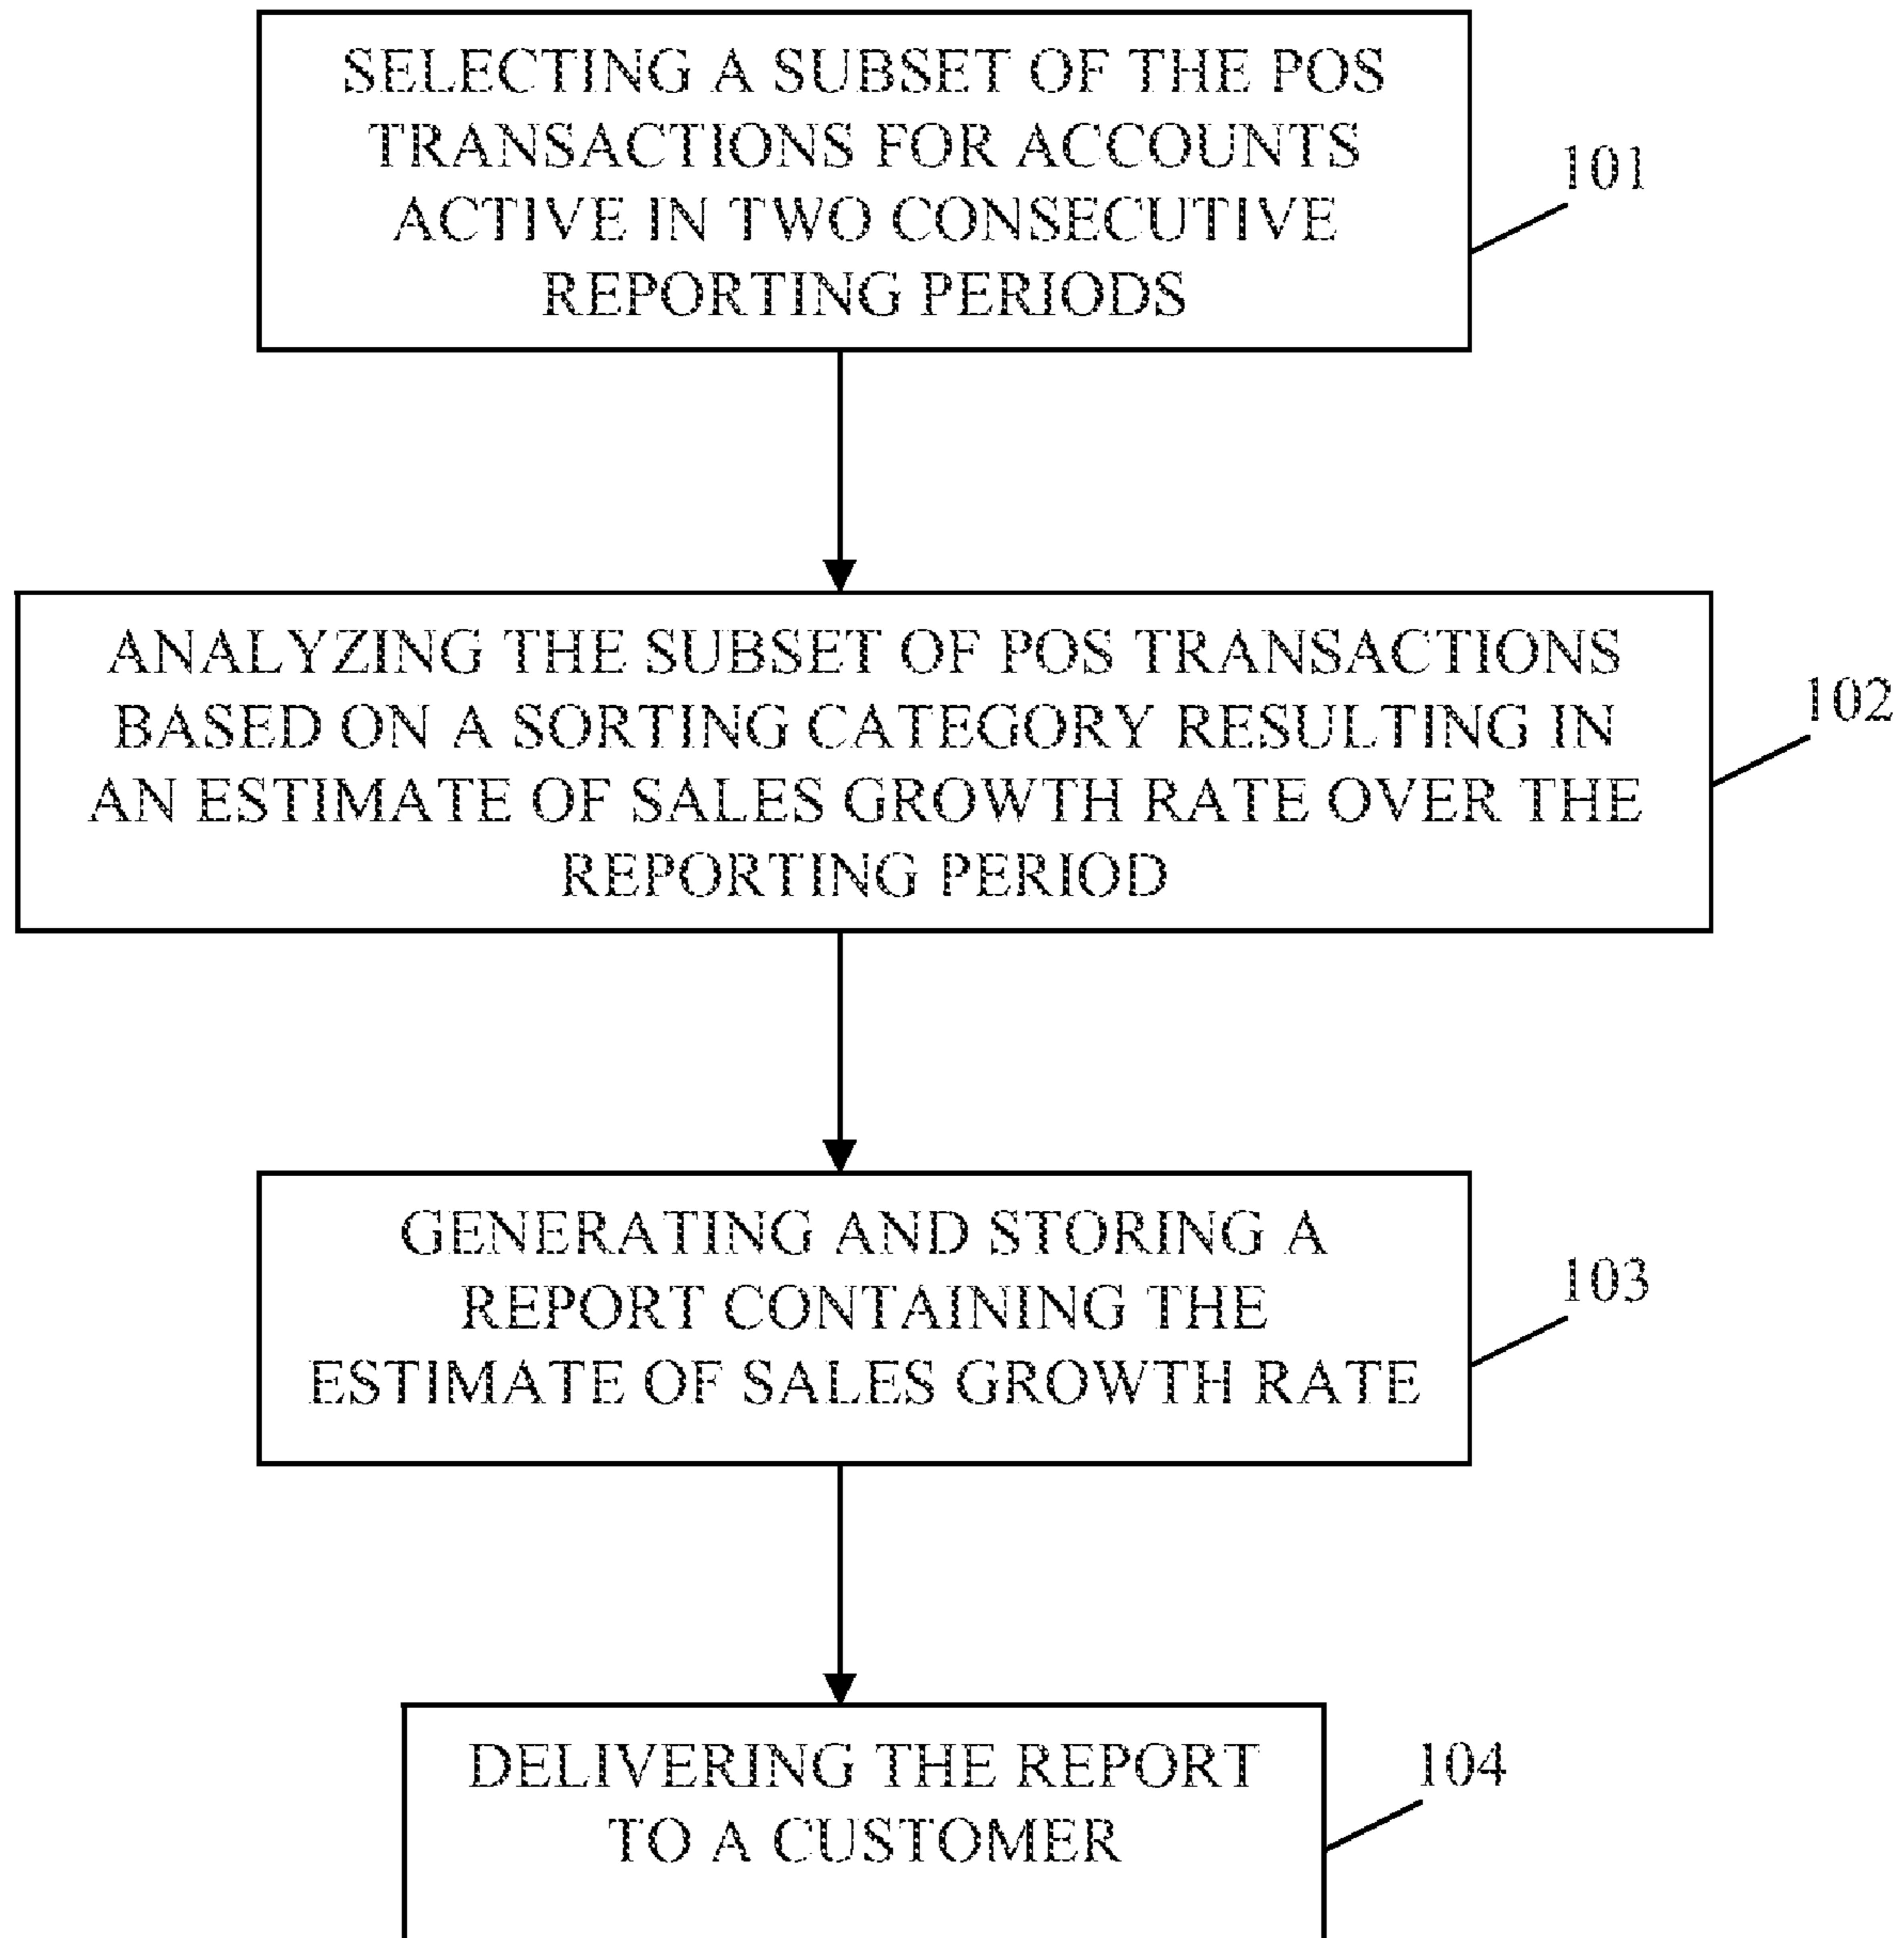 SELECTING A SUBSET OF THE POS
TRANSACTIONS FOR ACCOUNTS
ACTIVE IN TWO CONSECUTIVE
REPORTING PERIODS
101
ANALYZING THE SUBSET OF POS TRANSACTIONS
BASED ON A SORTING CATEGORY RESULTING IN
AN ESTIMATE OF SALES GROWTH RATE OVER THE
REPORTING PERIOD
102
GENERATING AND STORING A
REPORT CONTAINING THE
ESTIMATE OF SALES GROWTH RATE
103
DELIVERING THE REPORT
TO A CUSTOMER
104